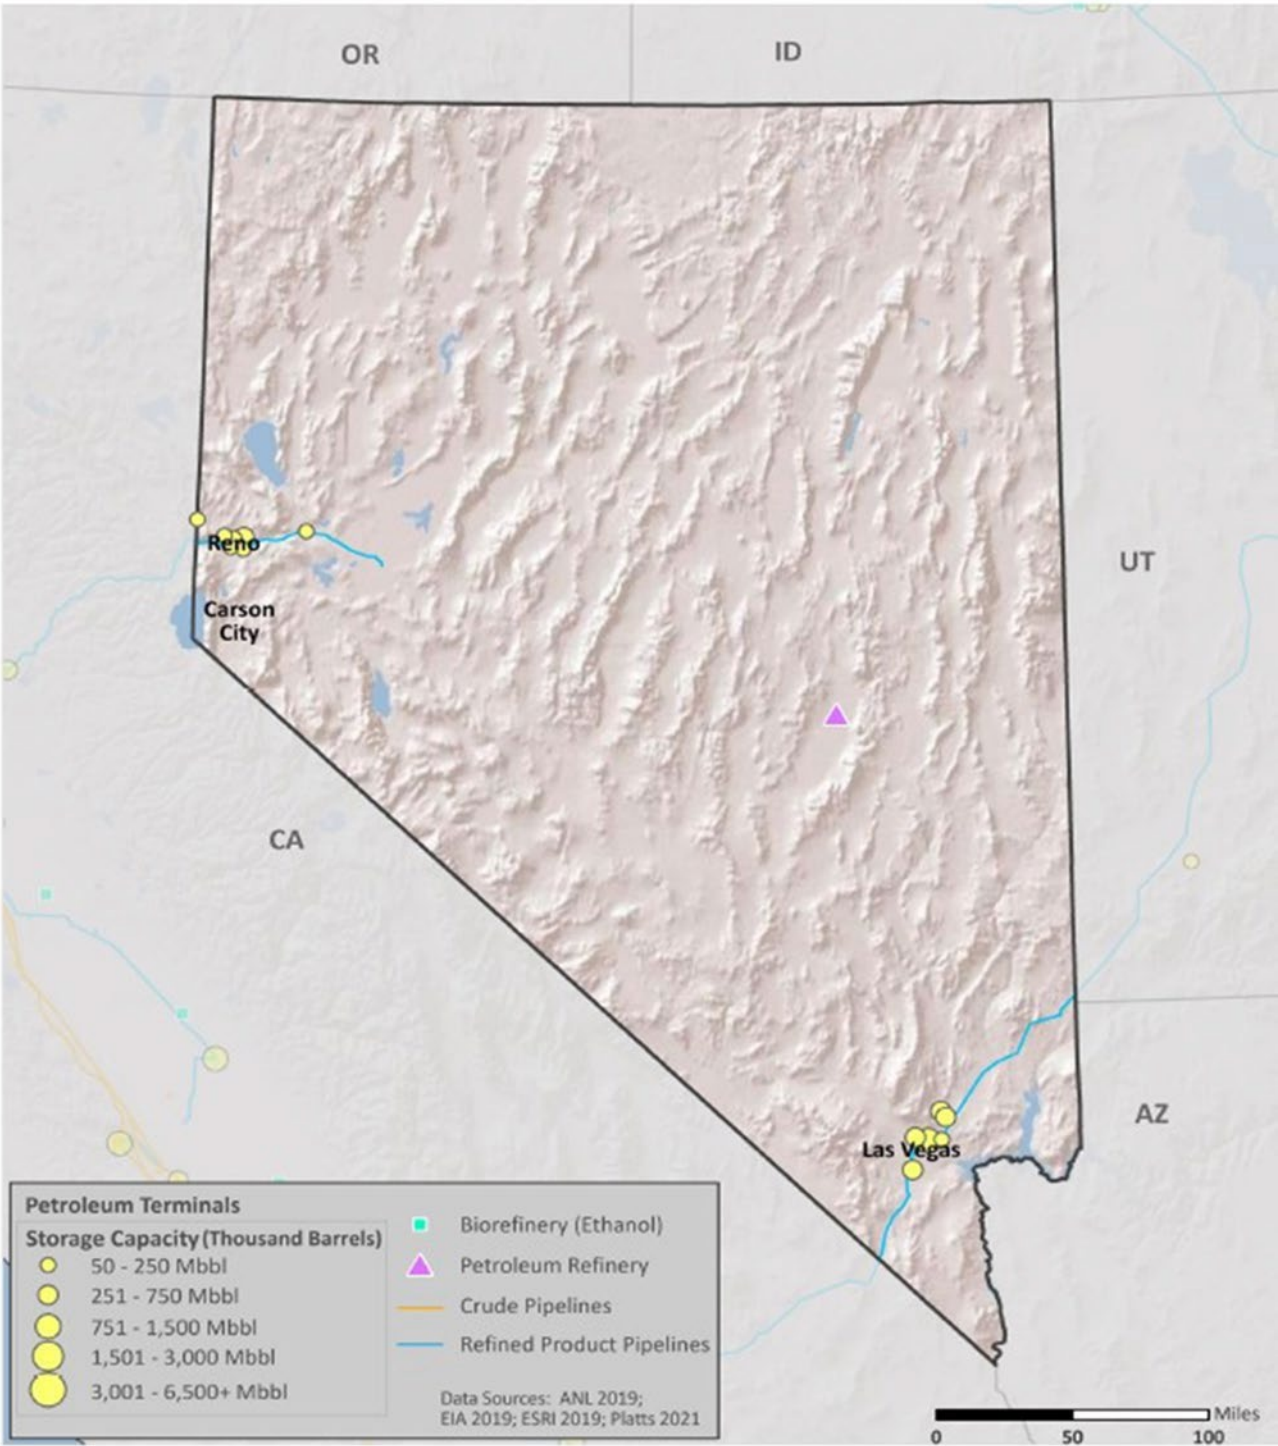 OR
ID
Reno
Carson
City
UT
CA
AZ
Las Vegas
Petroleum Terminals
Storage Capacity (Thousand Barrels)
50 - 250 Mbbl
251 - 750 Mbbl
751 - 1,500 Mbbl
1,501 - 3,000 Mbbl
3,001 - 6,500+ Mbbl
Biorefinery (Ethanol)
Petroleum Refinery
Crude Pipelines
Refined Product Pipelines
Data Sources: ANL 2019;
EIA 2019; ESRI 2019; Platts 2021
Miles
0 50 100